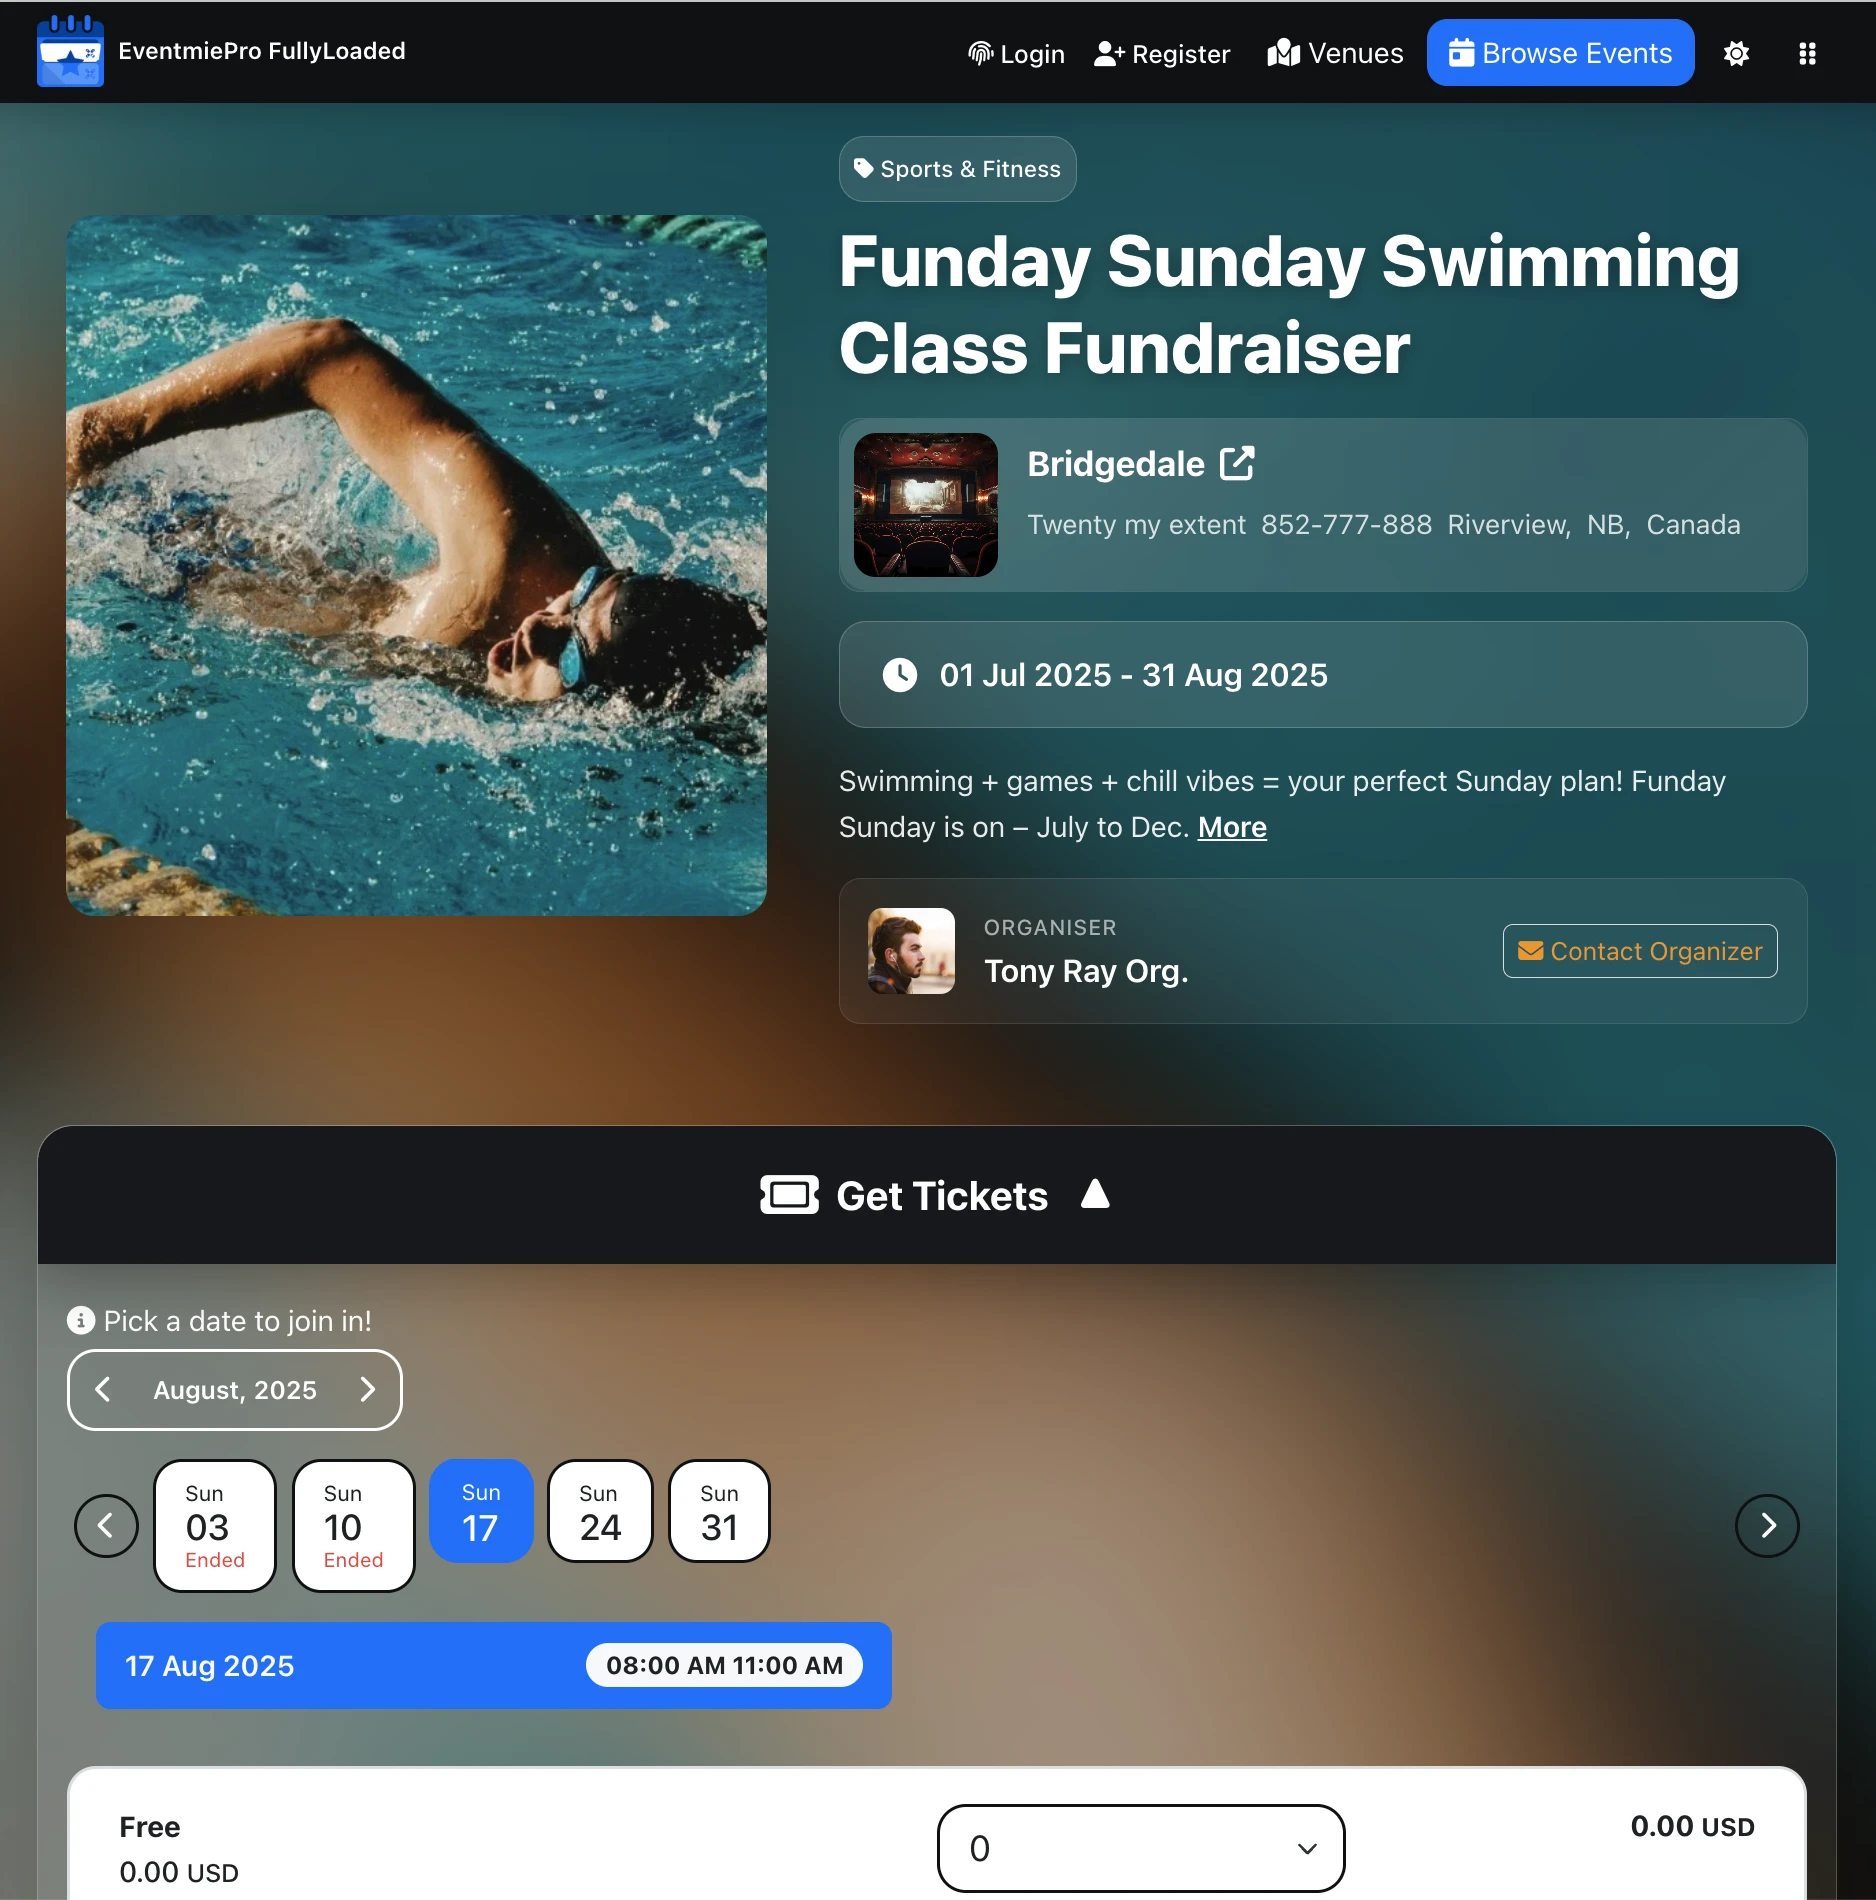 EventmiePro FullyLoaded
Login
Register
Venues
Browse Events
Sports & Fitness
Funday Sunday Swimming
Class Fundraiser
Bridgedale
Twenty my extent 852-777-888 Riverview, NB, Canada
01 Jul 2025 - 31 Aug 2025
Swimming + games + chill vibes = your perfect Sunday plan! Funday
Sunday is on – July to Dec. More
ORGANISER
Tony Ray Org.
Contact Organizer
Get Tickets
Pick a date to join in!
August, 2025
Sun
03
Ended
Sun
10
Ended
Sun
17
Sun
24
Sun
31
17 Aug 2025
08:00 AM 11:00 AM
Free
0.00 USD
0
0.00 USD